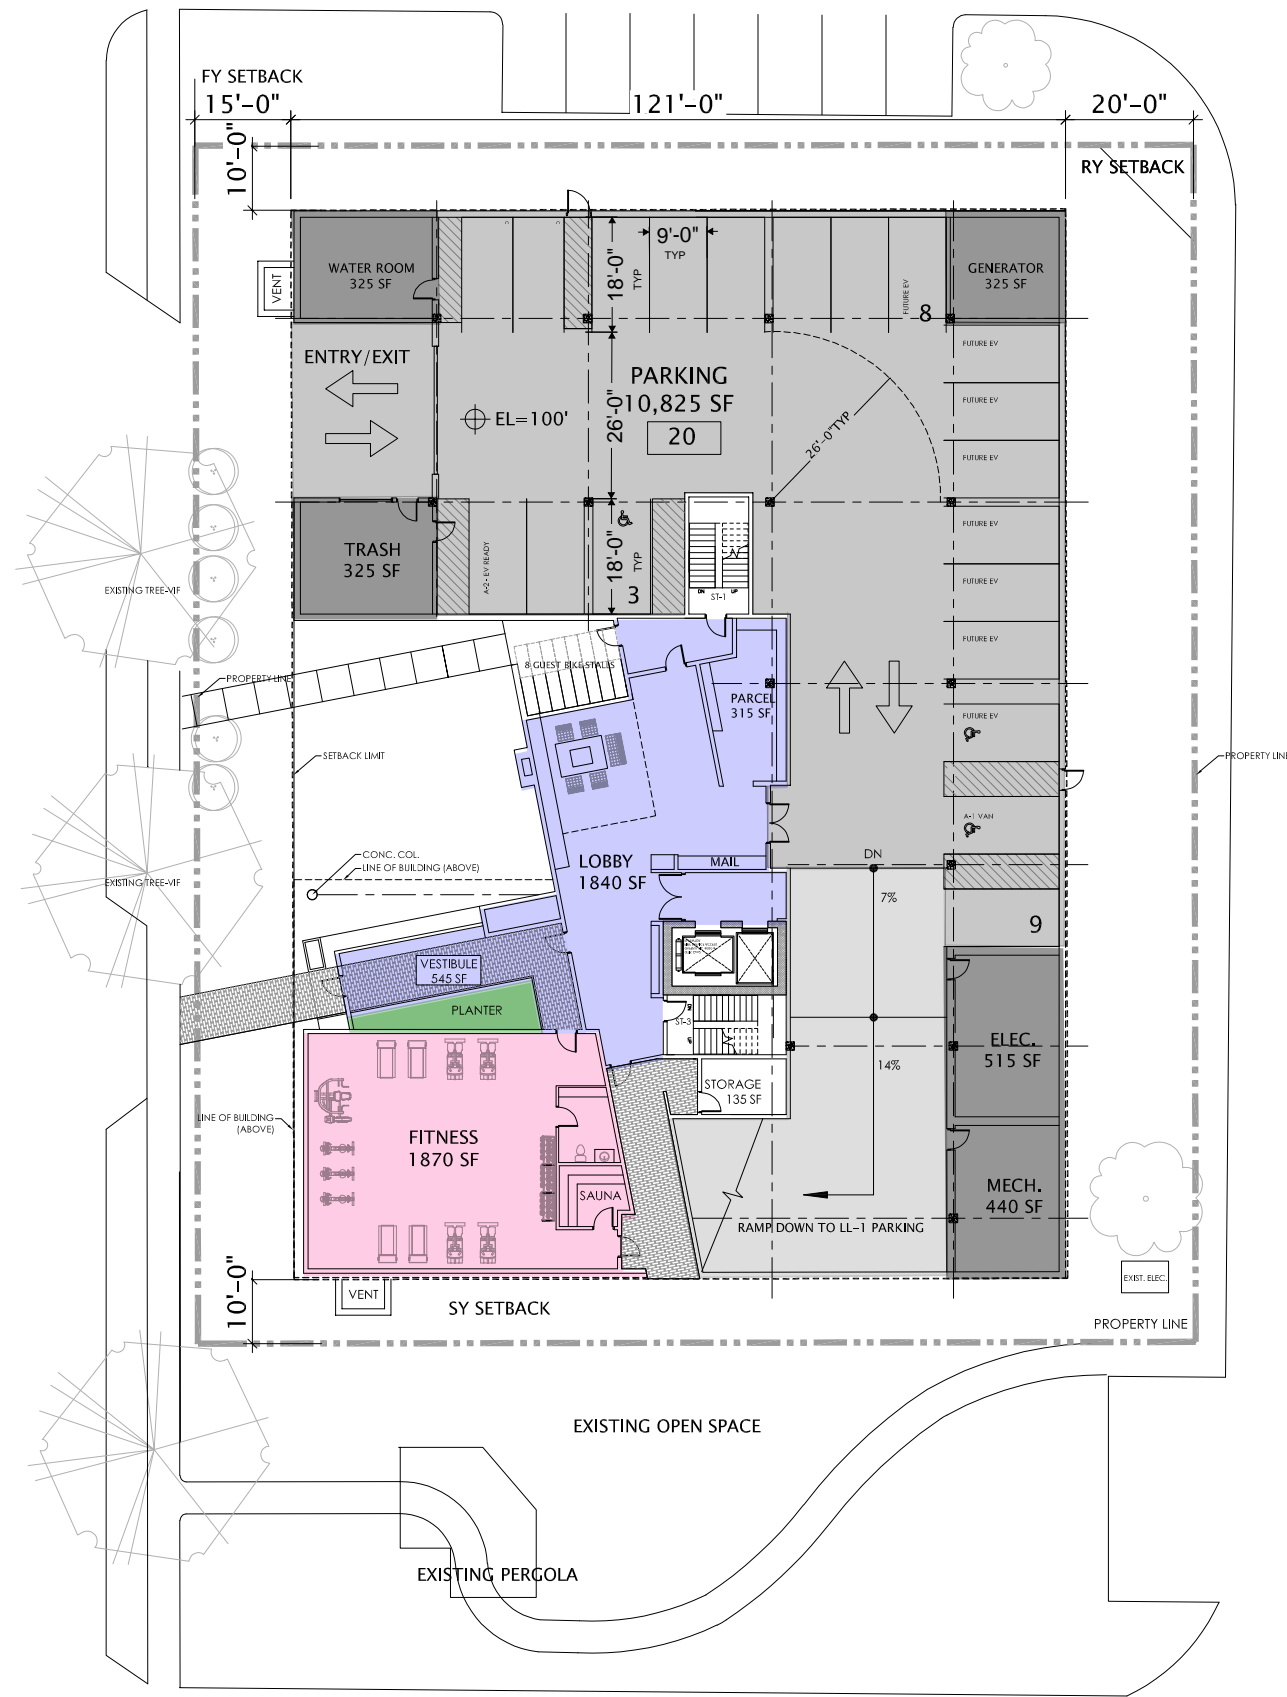 FY SETBACK
15'-0"
121'-0"
20'-0"
10'-0"
RY SETBACK
WATER ROOM
325 SF
VENT
18'-0"
TYP
9'-0"
TYP
FUTURE EV
8
GENERATOR
325 SF
ENTRY/EXIT
EL=100'
PARKING
10,825 SF
20
26'-0"
26'-0"TYP
FUTURE EV
FUTURE EV
FUTURE EV
FUTURE EV
FUTURE EV
FUTURE EV
FUTURE EV
TRASH
325 SF
A-2- EV READY
18'-0"
TYP
3
DN
UP
ST-1
EXISTING TREE-VIF
PROPERTY LINE
8 GUEST BIKE STALLS
PARCEL
315 SF
SETBACK LIMIT
PROPERTY LINE
A-1 VAN
CONC. COL.
LINE OF BUILDING (ABOVE)
LOBBY
1840 SF
MAIL
DN
7%
EXISTING TREE-VIF
9
VESTIBULE
545 SF
PLANTER
ST-3
DN
UP
ELEC.
515 SF
14%
STORAGE
135 SF
LINE OF BUILDING
(ABOVE)
FITNESS
1870 SF
SAUNA
MECH.
440 SF
RAMP DOWN TO LL-1 PARKING
10'-0"
VENT
SY SETBACK
EXIST. ELEC.
PROPERTY LINE
EXISTING OPEN SPACE
EXISTING PERGOLA